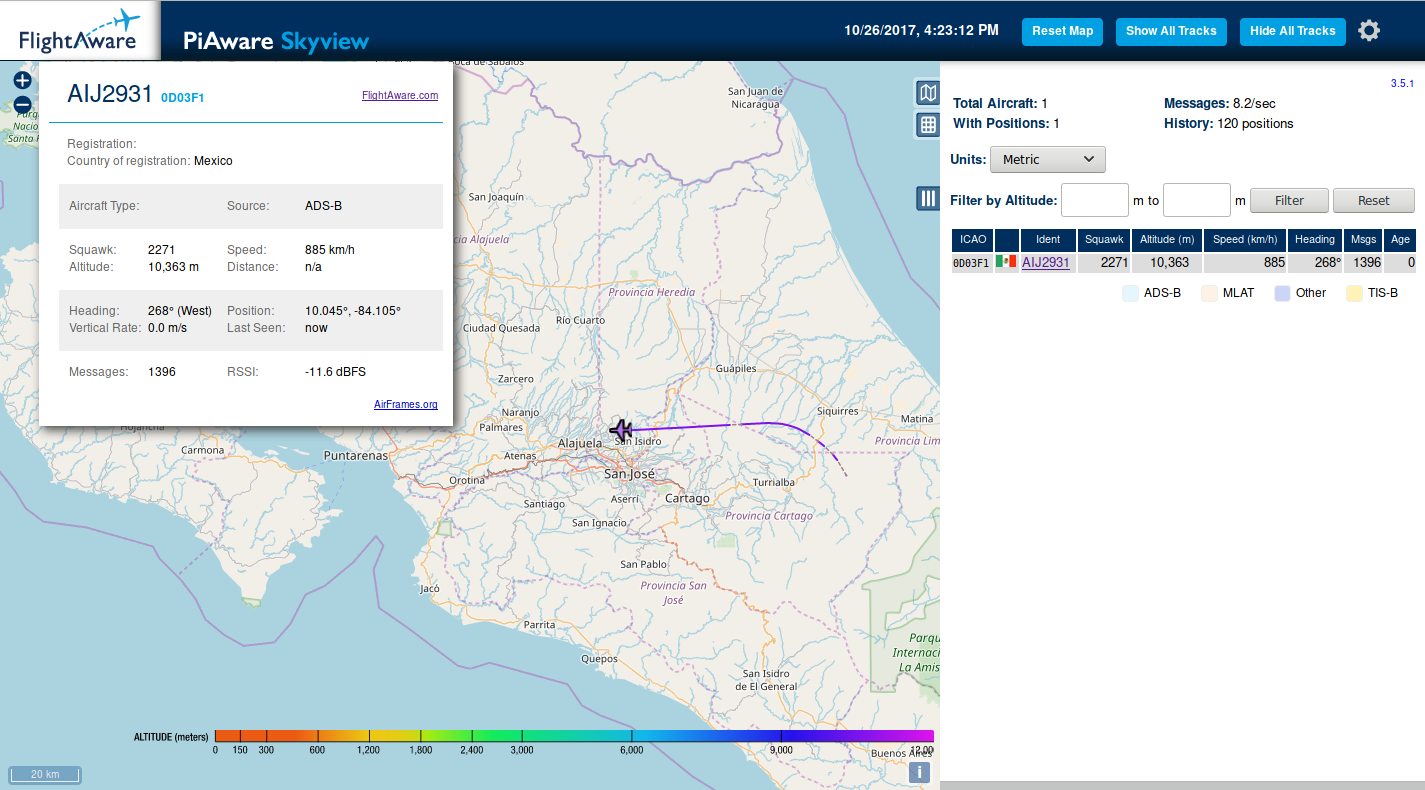 FlightAware
PiAware Skyview
10/26/2017, 4:23:12 PM
Reset Map
Show All Tracks
Hide All Tracks
AIJ2931 0D03F1
FlightAware.com
Registration:
Country of registration: Mexico
Aircraft Type: Source: ADS-B
Squawk: 2271 Speed: 885 km/h
Altitude: 10,363 m Distance: n/a
Heading: 268° (West) Position: 10.045°, -84.105°
Vertical Rate: 0.0 m/s Last Seen: now
Messages: 1396 RSSI: -11.6 dBFS
AirFrames.org
Boca de Sábalos
San Juan de
Nicaragua
San Joaquín
cia Alajuela
Provincia Heredia
Río Cuarto
Ciudad Quesada
Guápiles
Zarcero
Naranjo
Siquirres
Matina
Palmares
Alajuela
San Isidro
Provincia Lim
Carmona
Puntarenas
Atenas
San José
Orotina
Turrialba
Santiago
Aserrí
Cartago
San Ignacio
Provincia Cartago
San Pablo
Jacó
Provincia San
José
Parrita
Quepos
Parqu
Internaci
La Amis
San Isidro
de El General
Buenos Aires
ALTITUDE (meters)
0 150 300 600 1,200 1,800 2,400 3,000 6,000 9,000 12,000
20 km
i
3.5.1
Total Aircraft: 1 Messages: 8.2/sec
With Positions: 1 History: 120 positions
Units: Metric
Filter by Altitude: m to m Filter Reset
ICAO Ident Squawk Altitude (m) Speed (km/h) Heading Msgs Age
0D03F1 AIJ2931 2271 10,363 885 268° 1396 0
ADS-B MLAT Other TIS-B